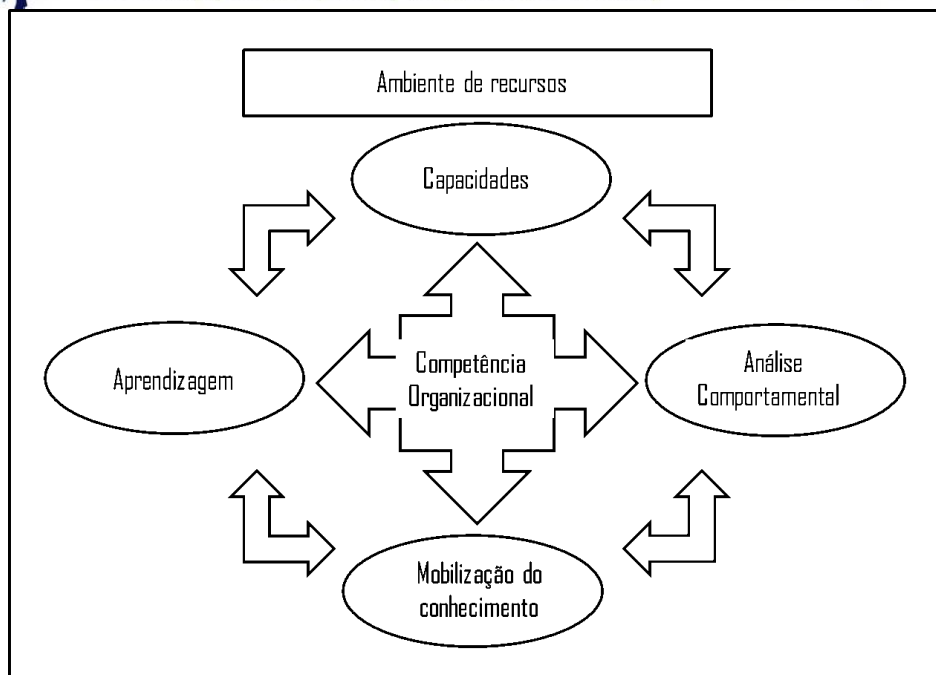 Ambiente de recursos
Capacidades
Aprendizagem
Competência
Organizacional
Análise
Comportamental
Mobilização do
conhecimento